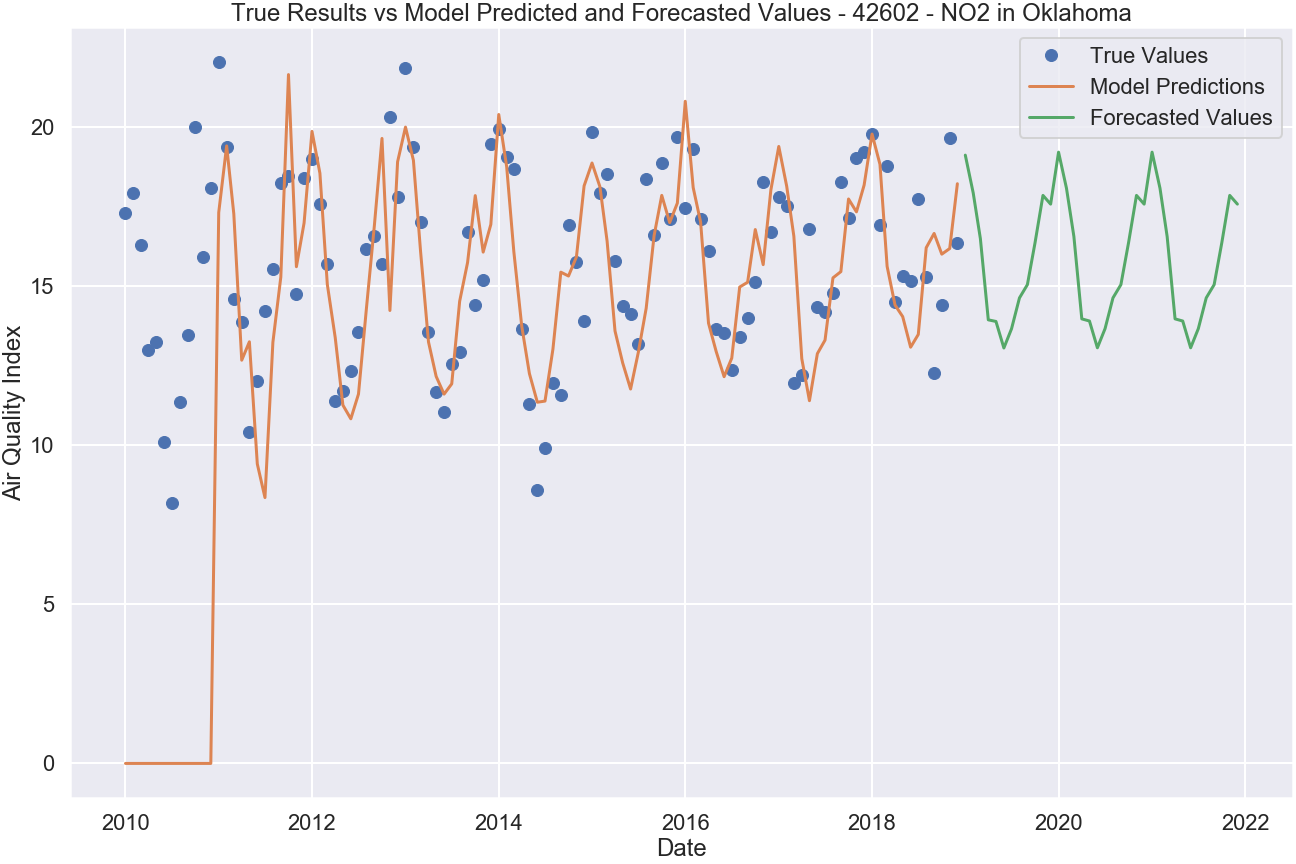 True Results vs Model Predicted and Forecasted Values - 42602 - NO2 in Oklahoma
True Values
Model Predictions
Forecasted Values
Air Quality Index
20
15
10
5
0
2010 2012 2014 2016 2018 2020 2022
Date